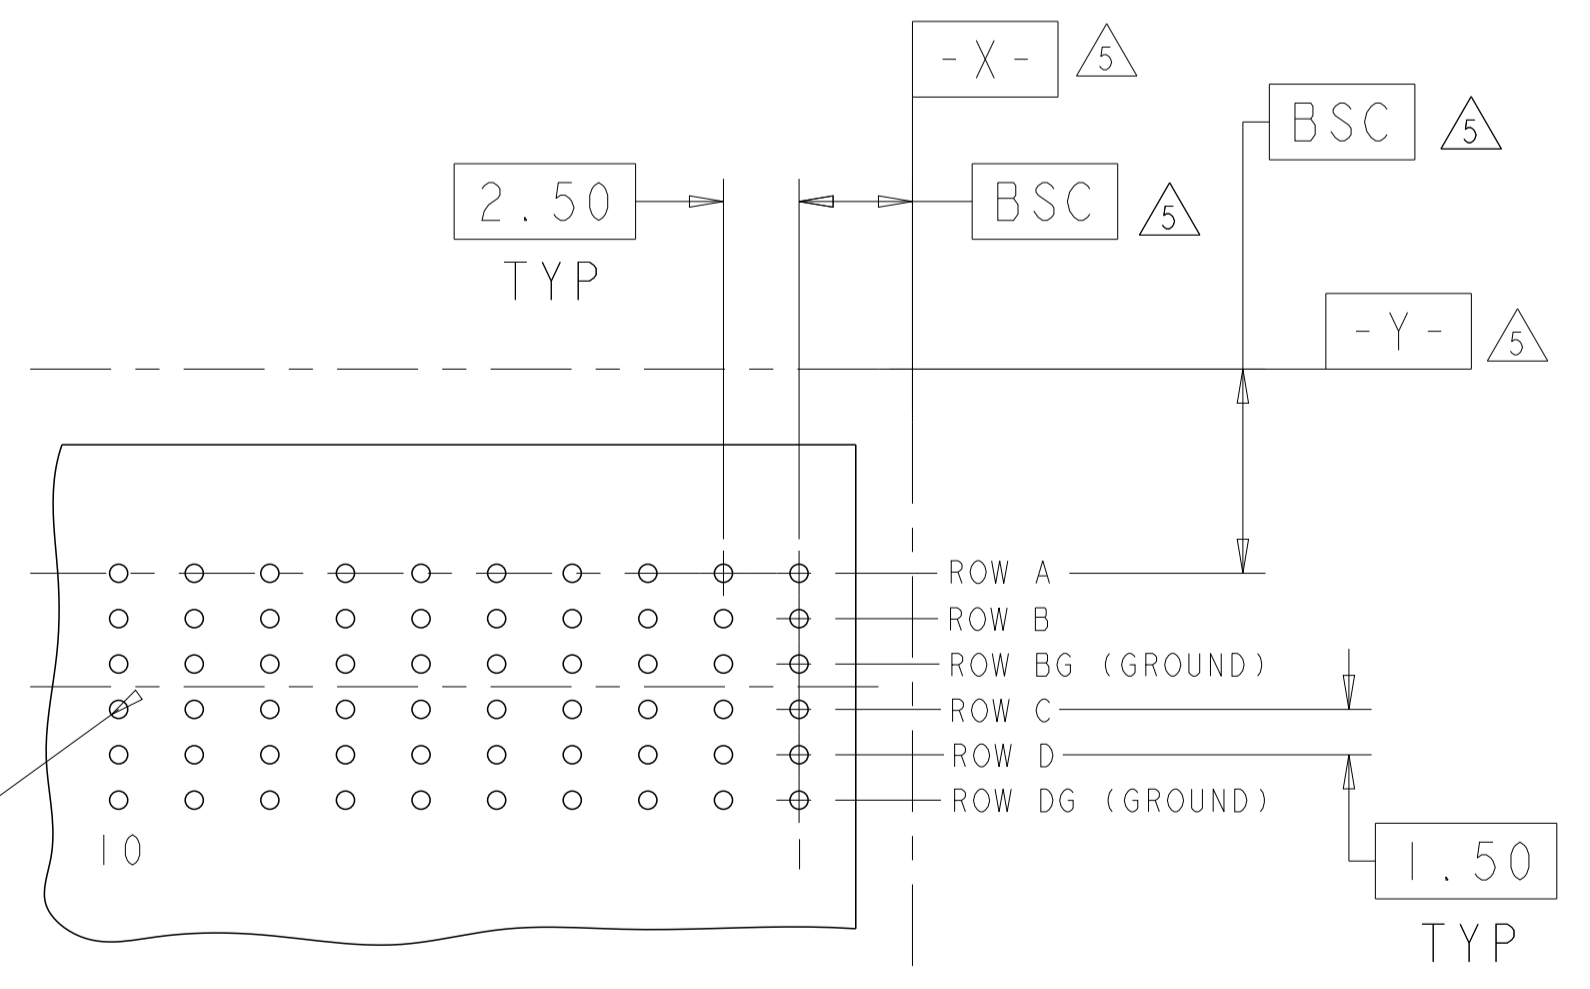 - X -
5
BSC
5
2.50
BSC
5
TYP
- Y -
5
ROW A
ROW B
ROW BG (GROUND)
ROW C
ROW D
ROW DG (GROUND)
10
1
1.50
TYP